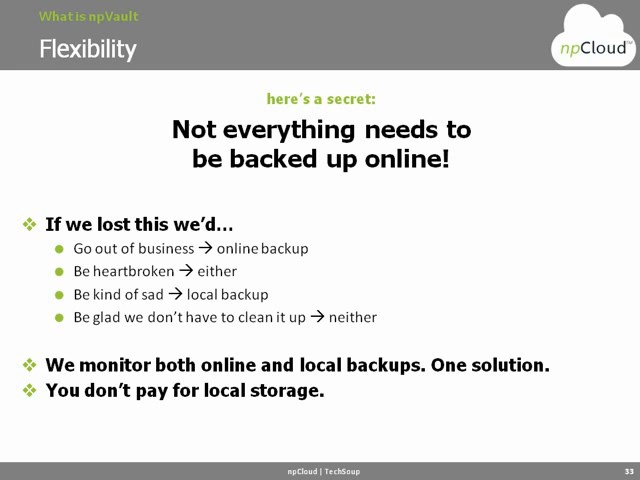 What is npVault
Flexibility
npCloud™
here's a secret:
Not everything needs to
be backed up online!
❖ If we lost this we'd…
● Go out of business → online backup
● Be heartbroken → either
● Be kind of sad → local backup
● Be glad we don't have to clean it up → neither
❖ We monitor both online and local backups. One solution.
❖ You don't pay for local storage.
npCloud | TechSoup
33